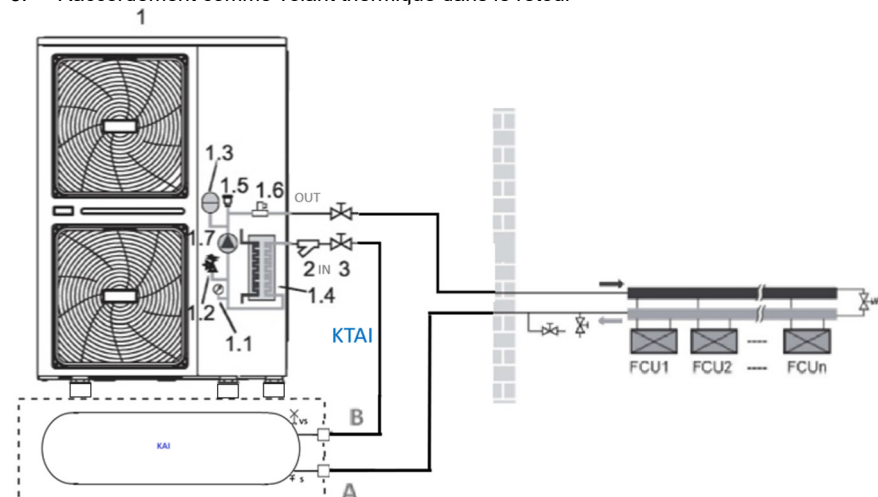 Raccordement comme volant thermique dans le retour
1
1.3
1.5
1.6
OUT
1.7
2 IN 3
1.4
1.2
1.1
KTAI
FCU1 FCU2 ---- FCUn
B
VS
KAI
S
A